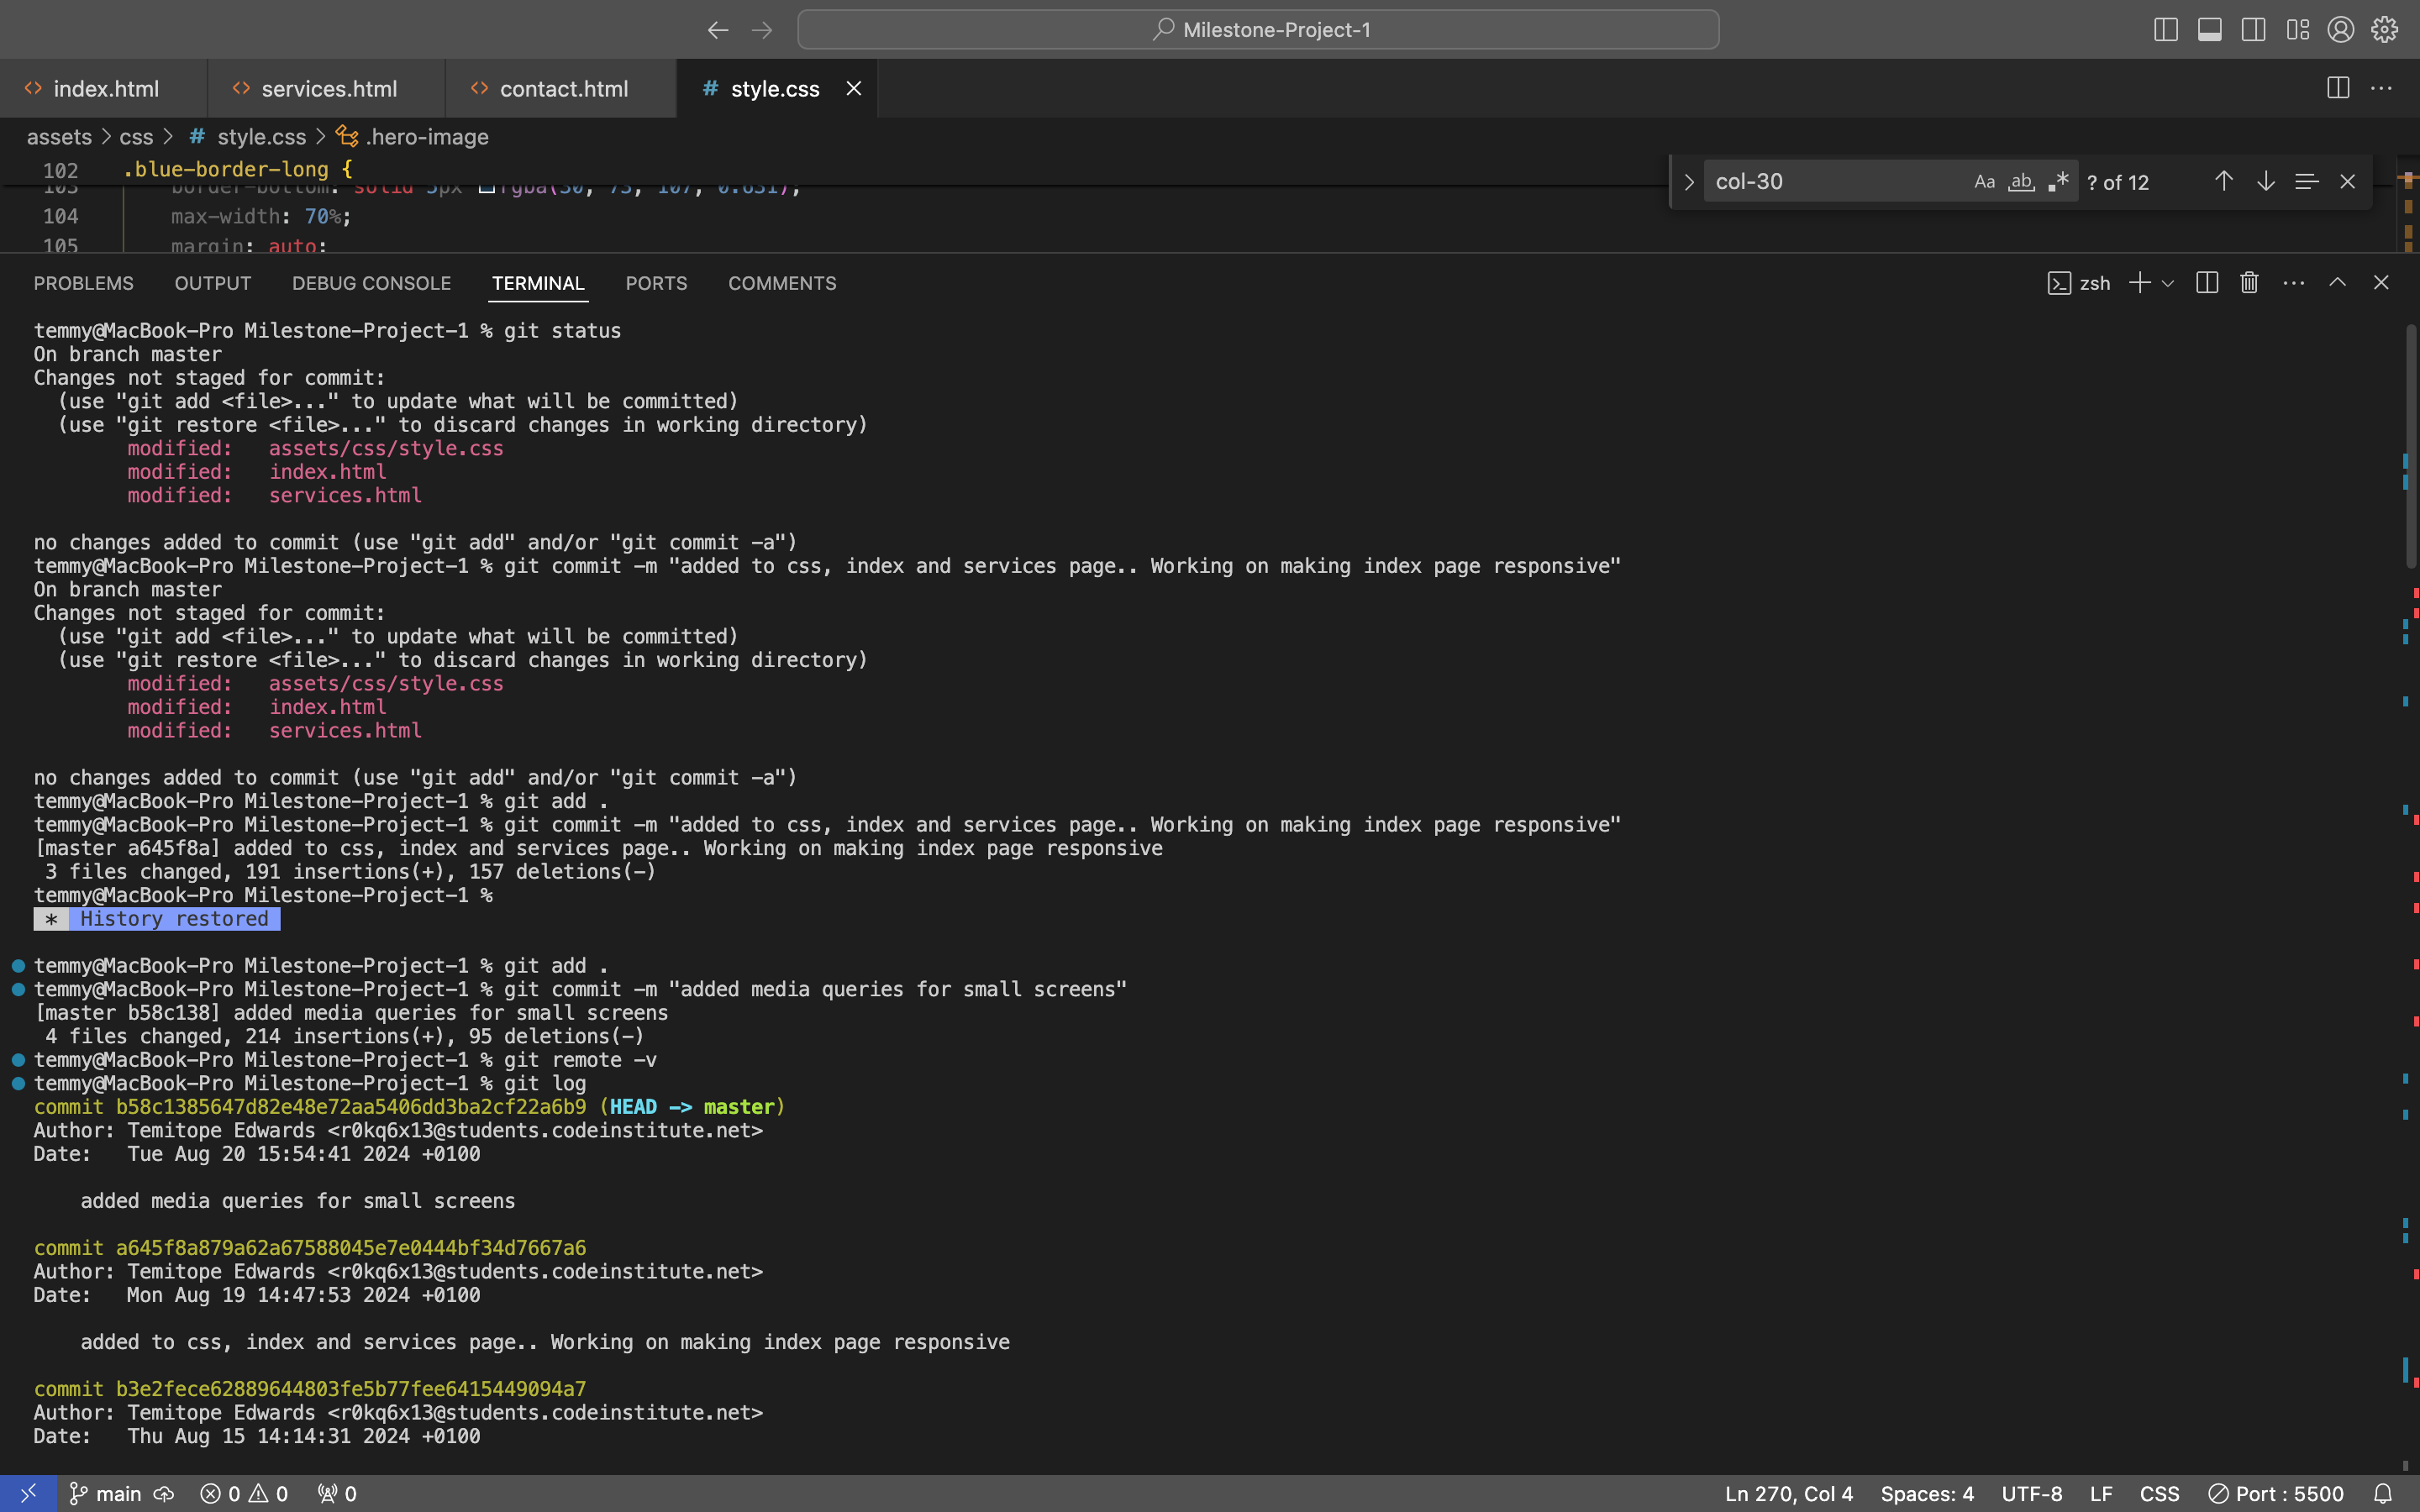 Milestone-Project-1
index.html services.html contact.html # style.css
assets > css > # style.css > .hero-image
102 .blue-border-long {
col-30 Aa ab .* ? of 12
103 border-bottom: solid 5px rgba(30, 73, 107, 0.631);
104 max-width: 70%;
105 margin: auto;
PROBLEMS OUTPUT DEBUG CONSOLE TERMINAL PORTS COMMENTS zsh
temmy@MacBook-Pro Milestone-Project-1 % git status
On branch master
Changes not staged for commit:
(use "git add <file>..." to update what will be committed)
(use "git restore <file>..." to discard changes in working directory)
modified: assets/css/style.css
modified: index.html
modified: services.html
no changes added to commit (use "git add" and/or "git commit -a")
temmy@MacBook-Pro Milestone-Project-1 % git commit -m "added to css, index and services page.. Working on making index page responsive"
On branch master
Changes not staged for commit:
(use "git add <file>..." to update what will be committed)
(use "git restore <file>..." to discard changes in working directory)
modified: assets/css/style.css
modified: index.html
modified: services.html
no changes added to commit (use "git add" and/or "git commit -a")
temmy@MacBook-Pro Milestone-Project-1 % git add .
temmy@MacBook-Pro Milestone-Project-1 % git commit -m "added to css, index and services page.. Working on making index page responsive"
[master a645f8a] added to css, index and services page.. Working on making index page responsive
3 files changed, 191 insertions(+), 157 deletions(-)
temmy@MacBook-Pro Milestone-Project-1 %
* History restored
temmy@MacBook-Pro Milestone-Project-1 % git add .
temmy@MacBook-Pro Milestone-Project-1 % git commit -m "added media queries for small screens"
[master b58c138] added media queries for small screens
4 files changed, 214 insertions(+), 95 deletions(-)
temmy@MacBook-Pro Milestone-Project-1 % git remote -v
temmy@MacBook-Pro Milestone-Project-1 % git log
commit b58c1385647d82e48e72aa5406dd3ba2cf22a6b9 (HEAD -> master)
Author: Temitope Edwards <r0kq6x13@students.codeinstitute.net>
Date: Tue Aug 20 15:54:41 2024 +0100
added media queries for small screens
commit a645f8a879a62a67588045e7e0444bf34d7667a6
Author: Temitope Edwards <r0kq6x13@students.codeinstitute.net>
Date: Mon Aug 19 14:47:53 2024 +0100
added to css, index and services page.. Working on making index page responsive
commit b3e2fece62889644803fe5b77fee6415449094a7
Author: Temitope Edwards <r0kq6x13@students.codeinstitute.net>
Date: Thu Aug 15 14:14:31 2024 +0100
main 0 0 0 Ln 270, Col 4 Spaces: 4 UTF-8 LF CSS Port : 5500